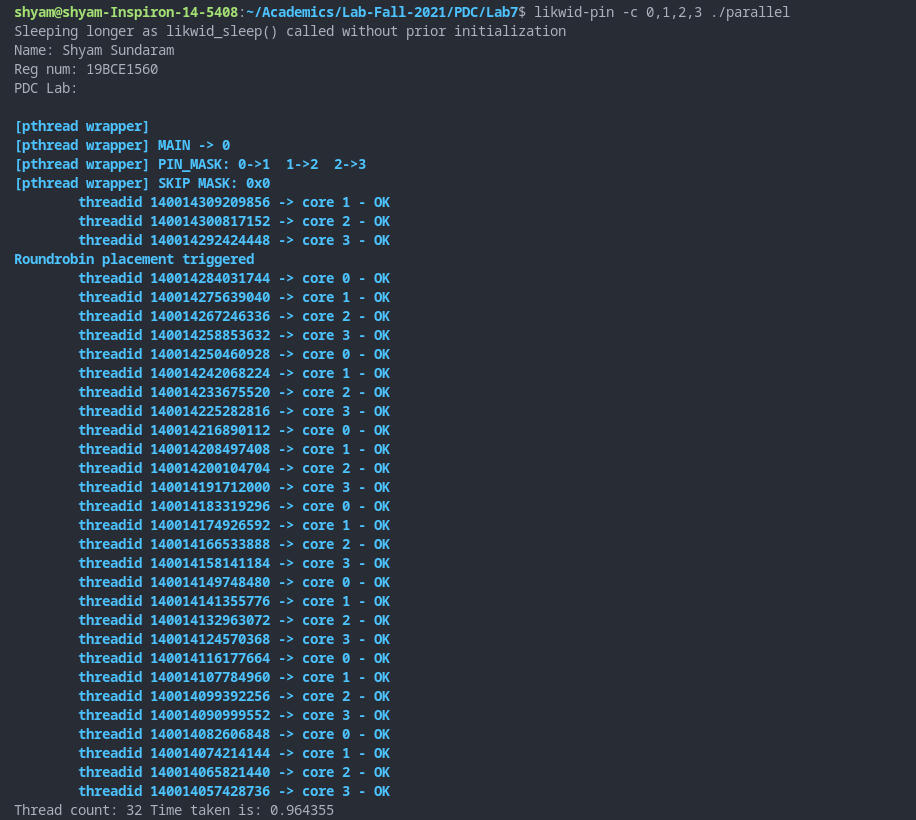 shyam@shyam-Inspiron-14-5408:~/Academics/Lab-Fall-2021/PDC/Lab7$ likwid-pin -c 0,1,2,3 ./parallel
Sleeping longer as likwid_sleep() called without prior initialization
Name: Shyam Sundaram
Reg num: 19BCE1560
PDC Lab:
[pthread wrapper]
[pthread wrapper] MAIN -> 0
[pthread wrapper] PIN_MASK: 0->1  1->2  2->3
[pthread wrapper] SKIP MASK: 0x0
threadid 140014309209856 -> core 1 - OK
threadid 140014300817152 -> core 2 - OK
threadid 140014292424448 -> core 3 - OK
Roundrobin placement triggered
threadid 140014284031744 -> core 0 - OK
threadid 140014275639040 -> core 1 - OK
threadid 140014267246336 -> core 2 - OK
threadid 140014258853632 -> core 3 - OK
threadid 140014250460928 -> core 0 - OK
threadid 140014242068224 -> core 1 - OK
threadid 140014233675520 -> core 2 - OK
threadid 140014225282816 -> core 3 - OK
threadid 140014216890112 -> core 0 - OK
threadid 140014208497408 -> core 1 - OK
threadid 140014200104704 -> core 2 - OK
threadid 140014191712000 -> core 3 - OK
threadid 140014183319296 -> core 0 - OK
threadid 140014174926592 -> core 1 - OK
threadid 140014166533888 -> core 2 - OK
threadid 140014158141184 -> core 3 - OK
threadid 140014149748480 -> core 0 - OK
threadid 140014141355776 -> core 1 - OK
threadid 140014132963072 -> core 2 - OK
threadid 140014124570368 -> core 3 - OK
threadid 140014116177664 -> core 0 - OK
threadid 140014107784960 -> core 1 - OK
threadid 140014099392256 -> core 2 - OK
threadid 140014090999552 -> core 3 - OK
threadid 140014082606848 -> core 0 - OK
threadid 140014074214144 -> core 1 - OK
threadid 140014065821440 -> core 2 - OK
threadid 140014057428736 -> core 3 - OK
Thread count: 32 Time taken is: 0.964355